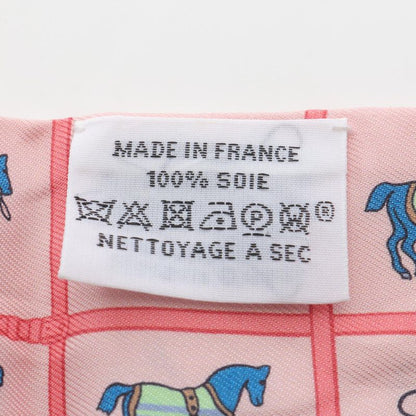 MADE IN FRANCE
100% SOIE
P ®
NETTOYAGE A SEC